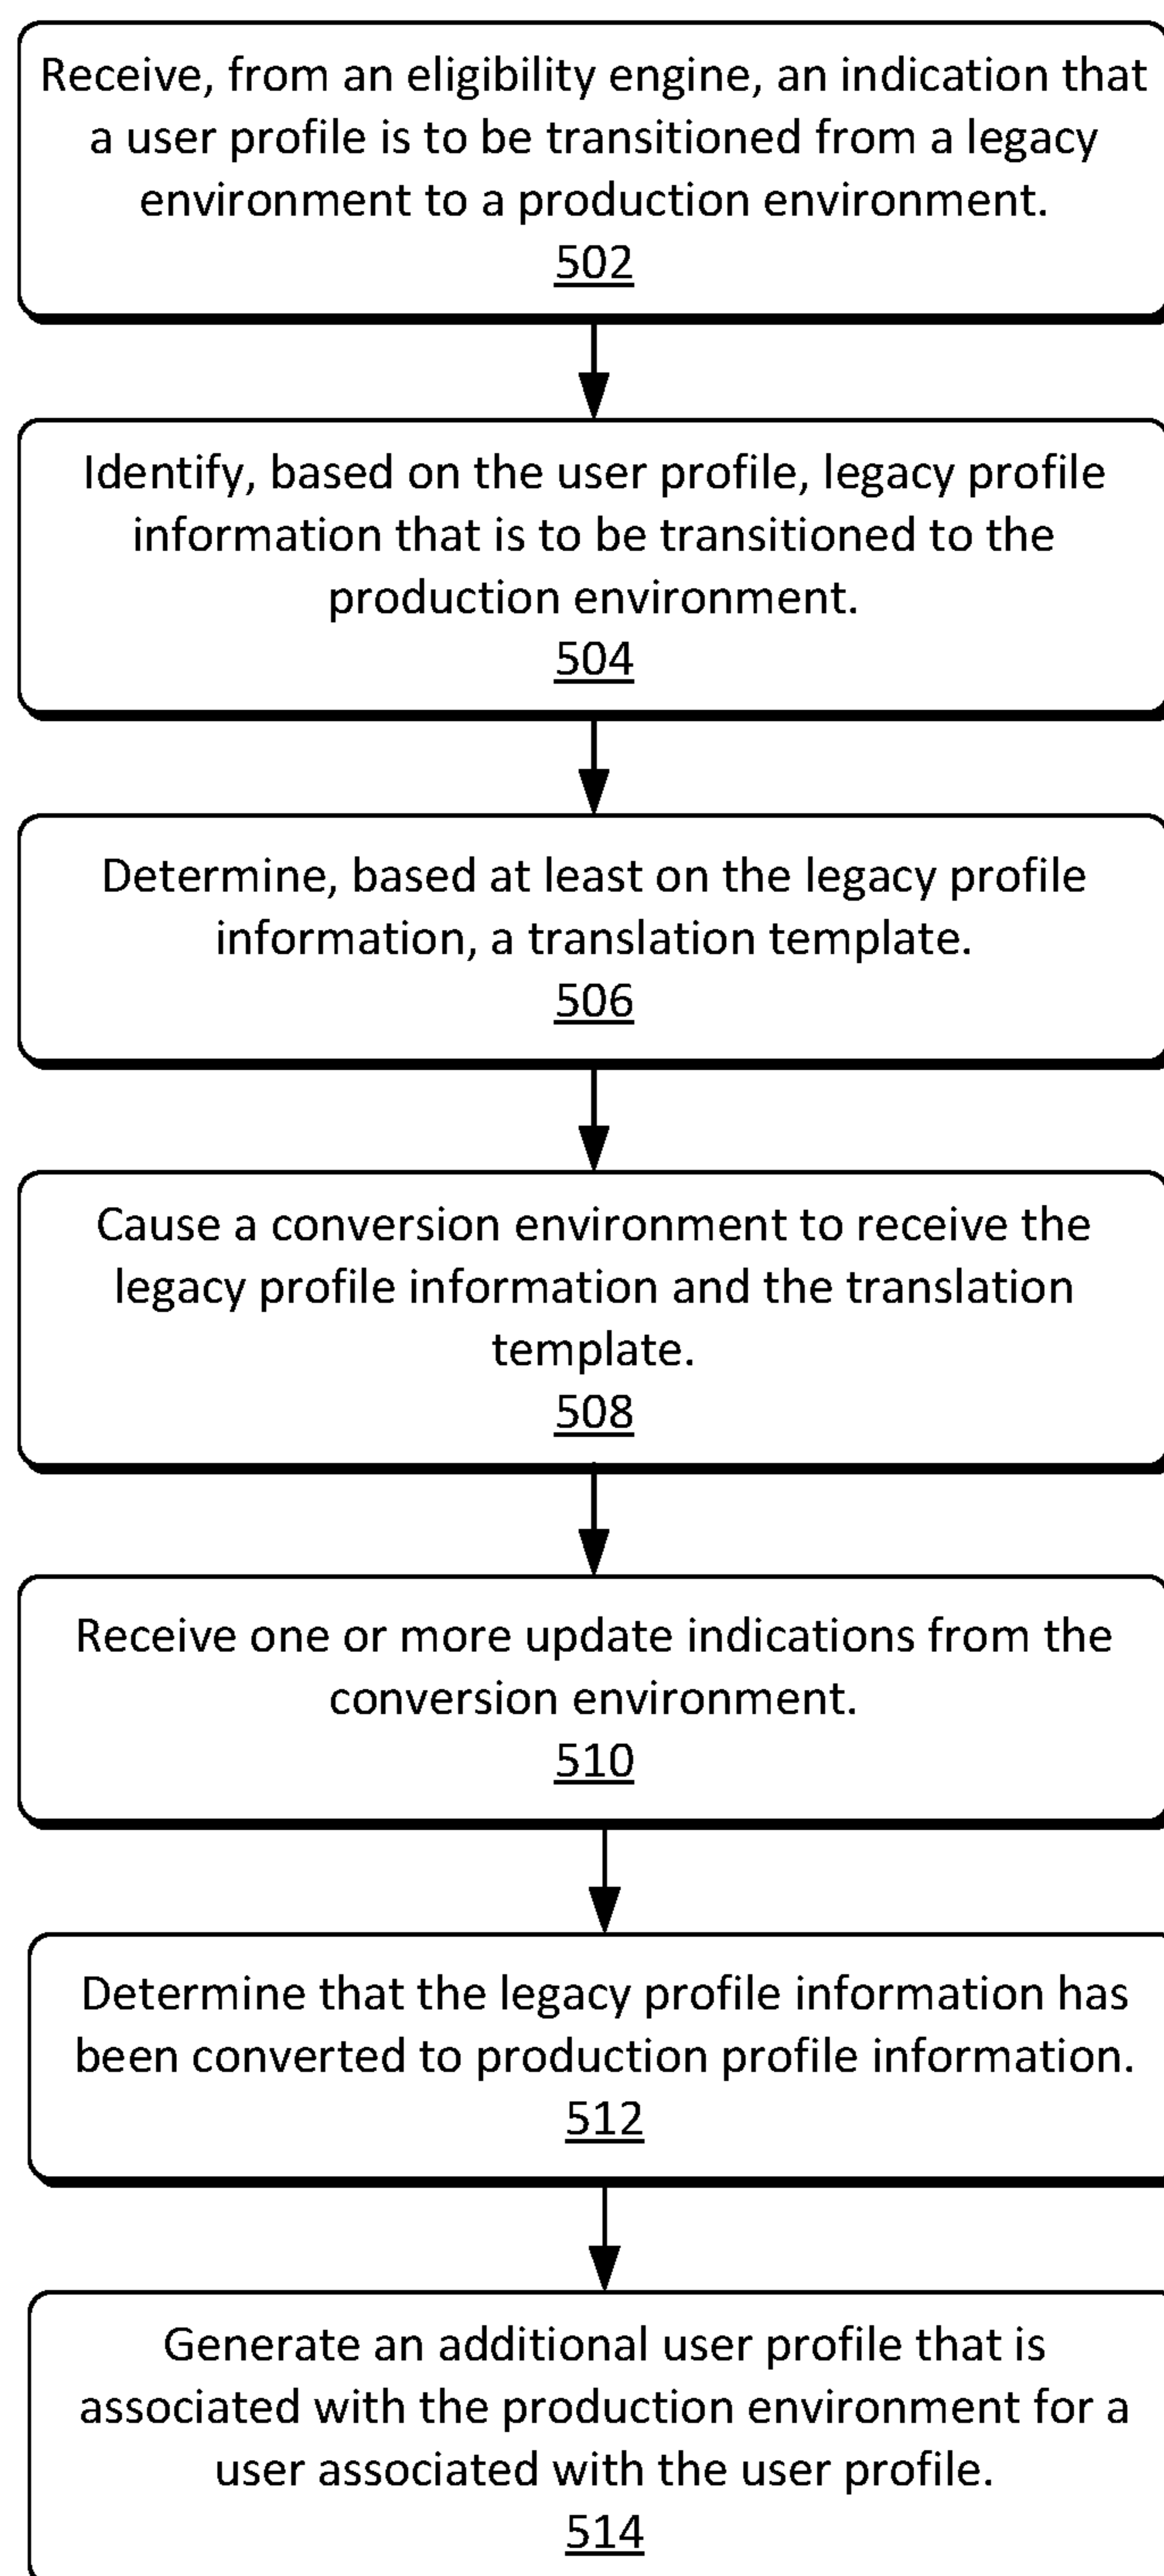 Receive, from an eligibility engine, an indication that
a user profile is to be transitioned from a legacy
environment to a production environment.
502
Identify, based on the user profile, legacy profile
information that is to be transitioned to the
production environment.
504
Determine, based at least on the legacy profile
information, a translation template.
506
Cause a conversion environment to receive the
legacy profile information and the translation
template.
508
Receive one or more update indications from the
conversion environment.
510
Determine that the legacy profile information has
been converted to production profile information.
512
Generate an additional user profile that is
associated with the production environment for a
user associated with the user profile.
514